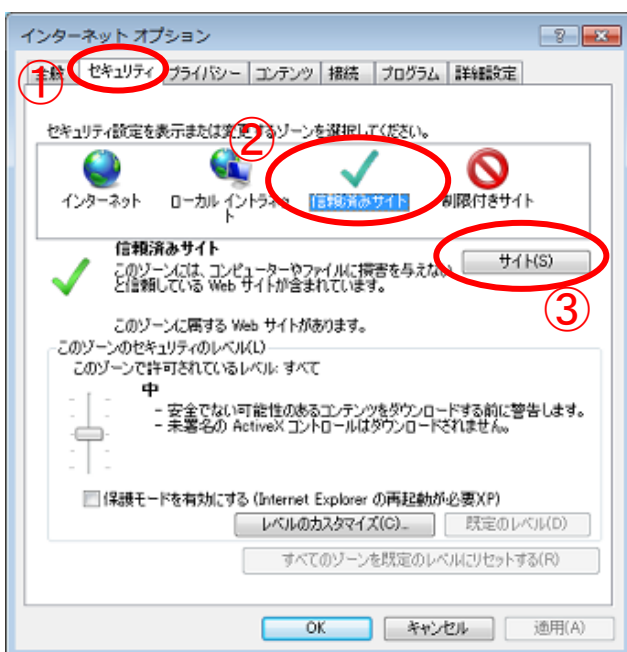 インターネット オプション
① 全般 セキュリティ プライバシー コンテンツ 接続 プログラム 詳細設定
セキュリティ設定を表示または変更するゾーンを選択してください。
②
インターネット ローカル イントラネット 信頼済みサイト 制限付きサイト
信頼済みサイト
サイト(S)
このゾーンには、コンピューターやファイルに損害を与えない
と信頼している Web サイトが含まれています。
③
このゾーンに属する Web サイトがあります。
このゾーンのセキュリティのレベル(L)
このゾーンで許可されているレベル: すべて
中
- 安全でない可能性のあるコンテンツをダウンロードする前に警告します。
- 未署名の ActiveX コントロールはダウンロードされません。
保護モードを有効にする (Internet Explorer の再起動が必要)(P)
レベルのカスタマイズ(C)... 既定のレベル(D)
すべてのゾーンを既定のレベルにリセットする(R)
OK キャンセル 適用(A)